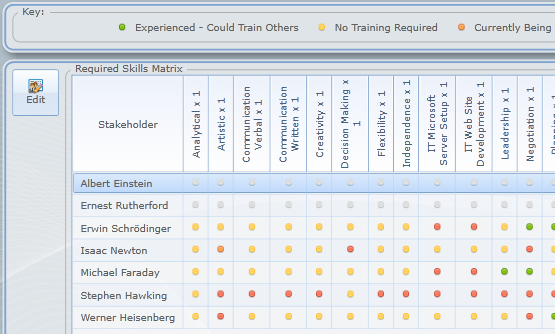 Key:
Experienced - Could Train Others
No Training Required
Currently Being
Edit
Required Skills Matrix
Stakeholder
Analytical x 1
Artistic x 1
Communication
Verbal x 1
Communication
Written x 1
Creativity x 1
Decision Making x
1
Flexibility x 1
Independence x 1
IT Microsoft
Server Setup x 1
IT Web Site
Development x 1
Leadership x 1
Negotiation x 1
Albert Einstein
Ernest Rutherford
Erwin Schrödinger
Isaac Newton
Michael Faraday
Stephen Hawking
Werner Heisenberg